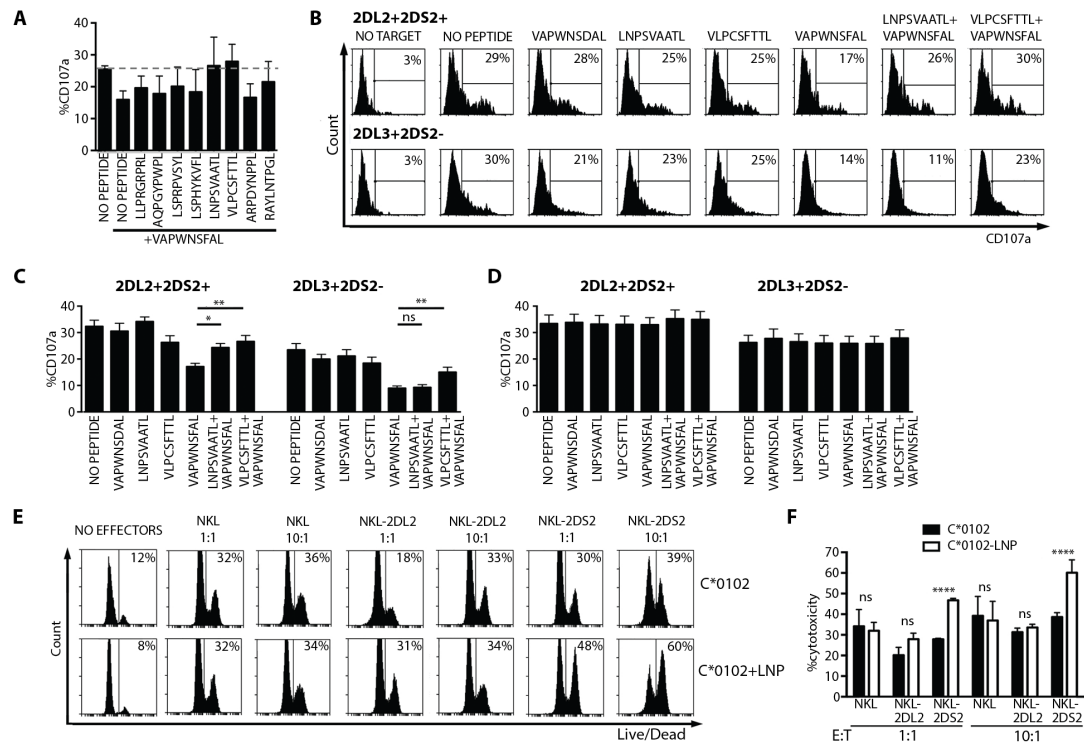 A
%CD107a
40
30
20
10
0
NO PEPTIDE
NO PEPTIDE
LLPRGRPRL
AQPGYPWPL
LSPRPVSYL
LSPHYKVFL
LNPSVAATL
VLPCSFTTL
ARPDYNPPL
RAYLNTPGL
+VAPWNSFAL
B
2DL2+2DS2+
NO TARGET
NO PEPTIDE
VAPWNSDAL
LNPSVAATL
VLPCSFTTL
VAPWNSFAL
LNPSVAATL+
VAPWNSFAL
VLPCSFTTL+
VAPWNSFAL
3%
29%
28%
25%
25%
17%
26%
30%
2DL3+2DS2-
3%
30%
21%
23%
25%
14%
11%
23%
Count
CD107a
C
2DL2+2DS2+
2DL3+2DS2-
%CD107a
40
30
20
10
0
**
*
**
ns
NO PEPTIDE
VAPWNSDAL
LNPSVAATL
VLPCSFTTL
VAPWNSFAL
LNPSVAATL+
VAPWNSFAL
VLPCSFTTL+
VAPWNSFAL
NO PEPTIDE
VAPWNSDAL
LNPSVAATL
VLPCSFTTL
VAPWNSFAL
LNPSVAATL+
VAPWNSFAL
VLPCSFTTL+
VAPWNSFAL
D
2DL2+2DS2+
2DL3+2DS2-
%CD107a
40
30
20
10
0
NO PEPTIDE
VAPWNSDAL
LNPSVAATL
VLPCSFTTL
VAPWNSFAL
LNPSVAATL+
VAPWNSFAL
VLPCSFTTL+
VAPWNSFAL
NO PEPTIDE
VAPWNSDAL
LNPSVAATL
VLPCSFTTL
VAPWNSFAL
LNPSVAATL+
VAPWNSFAL
VLPCSFTTL+
VAPWNSFAL
E
NO EFFECTORS
NKL
1:1
NKL
10:1
NKL-2DL2
1:1
NKL-2DL2
10:1
NKL-2DS2
1:1
NKL-2DS2
10:1
12%
32%
36%
18%
33%
30%
39%
C*0102
8%
32%
34%
31%
34%
48%
60%
C*0102+LNP
Count
Live/Dead
F
C*0102
C*0102-LNP
%cytotoxicity
70
60
50
40
30
20
10
0
ns
ns
****
ns
ns
****
NKL
NKL-
2DL2
NKL-
2DS2
NKL
NKL-
2DL2
NKL-
2DS2
E:T
1:1
10:1